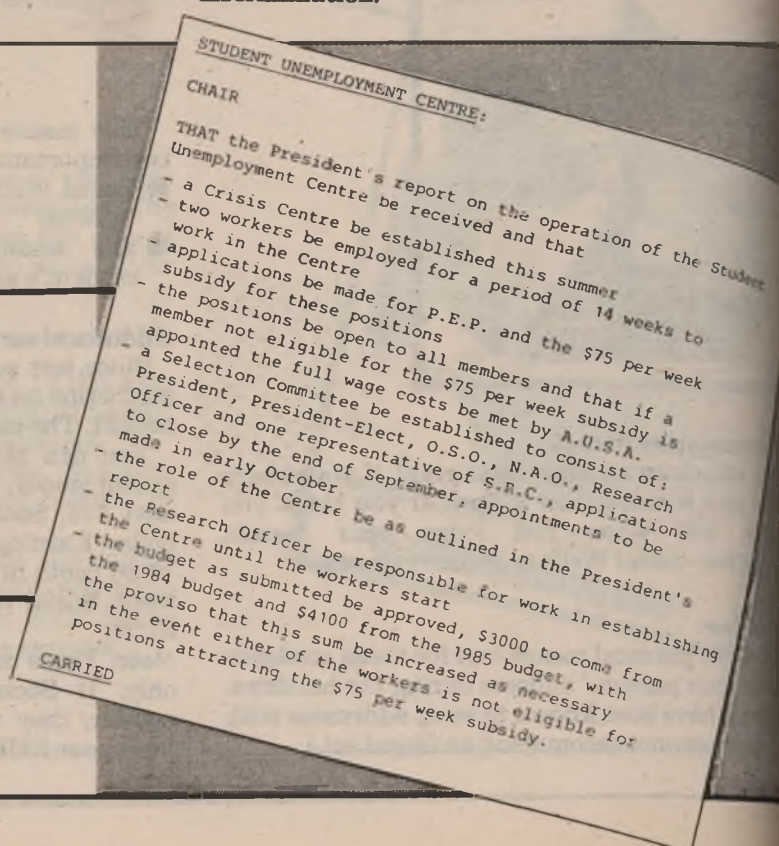 STUDENT UNEMPLOYMENT CENTRE:
CHAIR
THAT the President's report on the operation of the Student
Unemployment Centre be received and that
- a Crisis Centre be established this summer
- two workers be employed for a period of 14 weeks to
work in the Centre
- applications be made for P.E.P. and the $75 per week
subsidy for these positions
- the positions be open to all members and that if a
member not eligible for the $75 per week subsidy is
appointed the full wage costs be met by A.U.S.A.
- a Selection Committee be established to consist of:
President, President-Elect, O.S.O., N.A.O., Research
Officer and one representative of S.R.C., applications
to close by the end of September, appointments to be
made in early October
- the role of the Centre be as outlined in the President's
report
- the Research Officer be responsible for work in establishing
the Centre until the workers start
- the budget as submitted be approved, $3000 to come from
the 1984 budget and $4100 from the 1985 budget, with
the proviso that this sum be increased as necessary
in the event either of the workers is not eligible for
positions attracting the $75 per week subsidy.
CARRIED